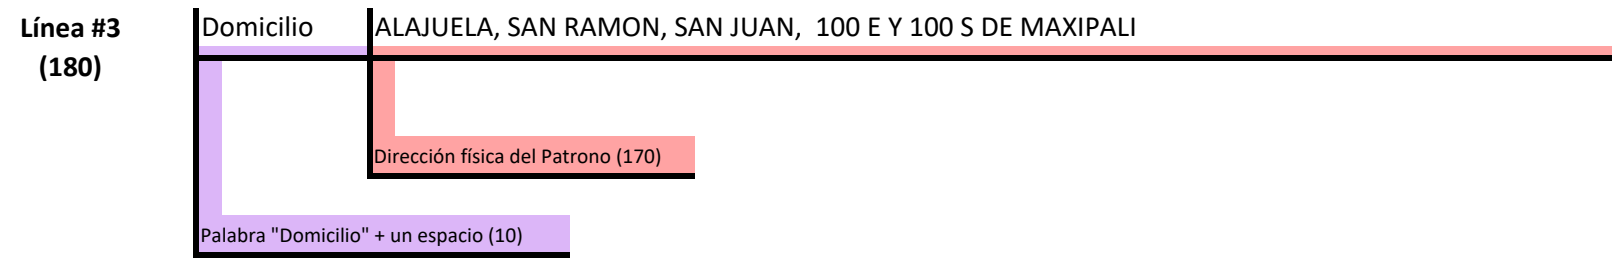 Línea #3
(180)
Domicilio ALAJUELA, SAN RAMON, SAN JUAN,  100 E Y 100 S DE MAXIPALI
Dirección física del Patrono (170)
Palabra "Domicilio" + un espacio (10)